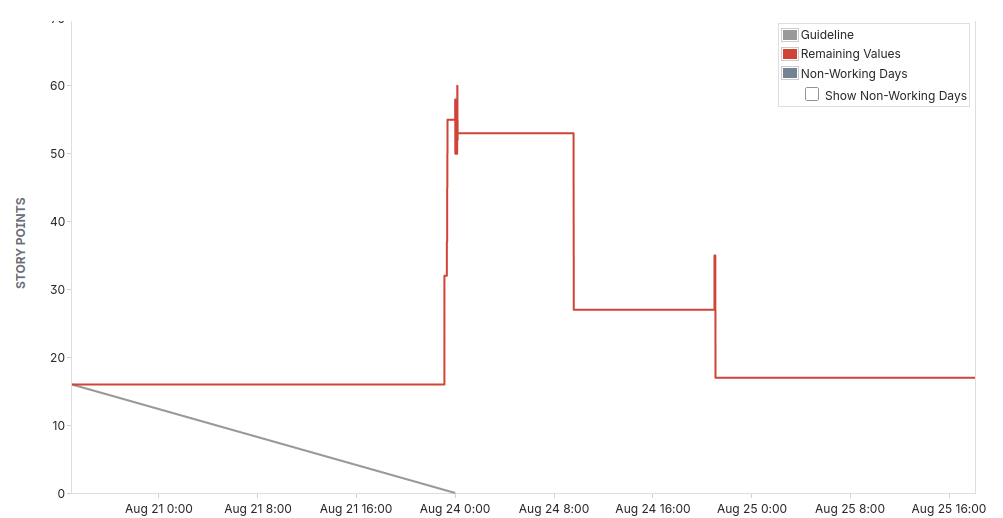 Guideline
Remaining Values
Non-Working Days
Show Non-Working Days
60
50
40
30
20
10
0
STORY POINTS
Aug 21 0:00 Aug 21 8:00 Aug 21 16:00 Aug 24 0:00 Aug 24 8:00 Aug 24 16:00 Aug 25 0:00 Aug 25 8:00 Aug 25 16:00